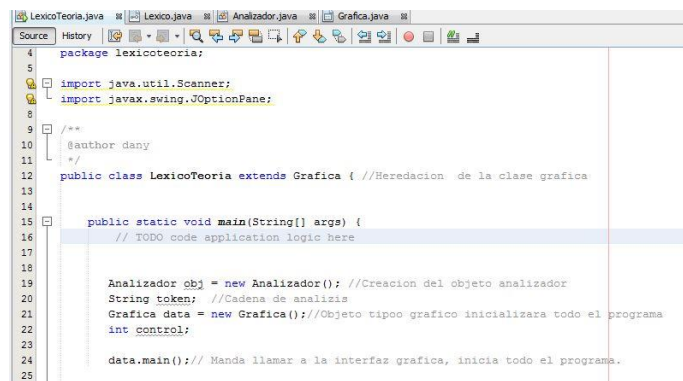 LexicoTeoria.java Lexico.java Analizador.java Grafica.java
Source History
4 package lexicoteoria;
5
import java.util.Scanner;
import javax.swing.JOptionPane;
8
9 /**
10 @author dany
11 */
12 public class LexicoTeoria extends Grafica { //Heredacion de la clase grafica
13
14
15 public static void main(String[] args) {
16 // TODO code application logic here
17
18
19 Analizador obj = new Analizador(); //Creacion del objeto analizador
20 String token; //Cadena de analizis
21 Grafica data = new Grafica();//Objeto tipoo grafico inicializara todo el programa
22 int control;
23
24 data.main();// Manda llamar a la interfaz grafica, inicia todo el programa.
25